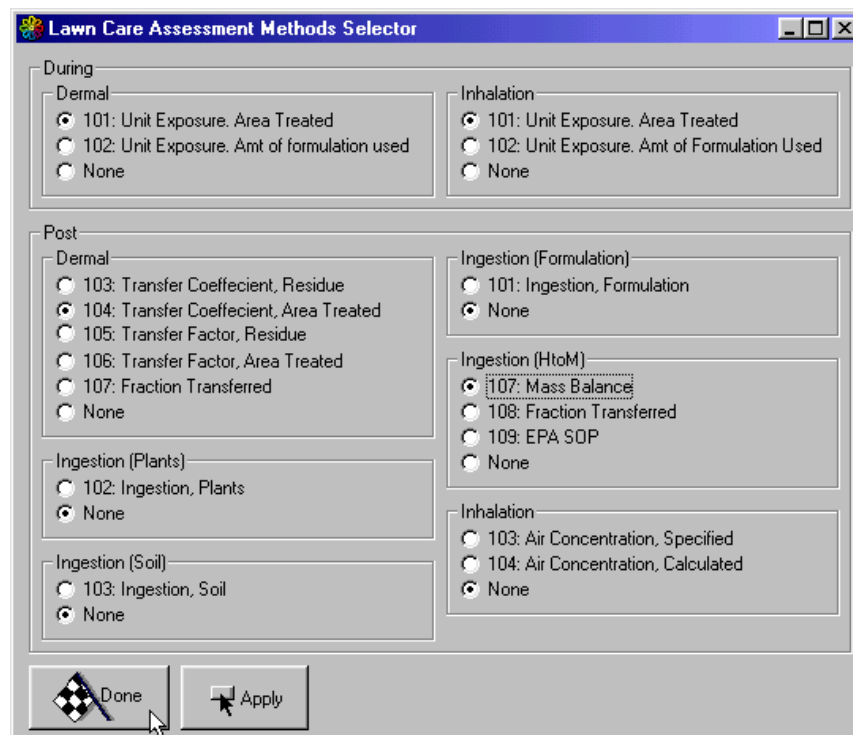 Lawn Care Assessment Methods Selector
During
Dermal
101: Unit Exposure. Area Treated
102: Unit Exposure. Amt of formulation used
None
Inhalation
101: Unit Exposure. Area Treated
102: Unit Exposure. Amt of Formulation Used
None
Post
Dermal
103: Transfer Coeffecient, Residue
104: Transfer Coeffecient, Area Treated
105: Transfer Factor, Residue
106: Transfer Factor, Area Treated
107: Fraction Transferred
None
Ingestion (Plants)
102: Ingestion, Plants
None
Ingestion (Soil)
103: Ingestion, Soil
None
Ingestion (Formulation)
101: Ingestion, Formulation
None
Ingestion (HtoM)
107: Mass Balance
108: Fraction Transferred
109: EPA SOP
None
Inhalation
103: Air Concentration, Specified
104: Air Concentration, Calculated
None
Done
Apply